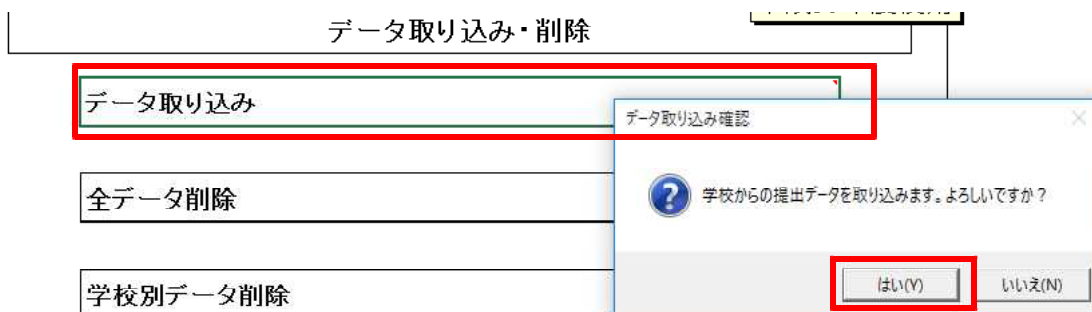 データ取り込み・削除
データ取り込み
データ取り込み確認
学校からの提出データを取り込みます。よろしいですか？
全データ削除
学校別データ削除
はい(Y)
いいえ(N)